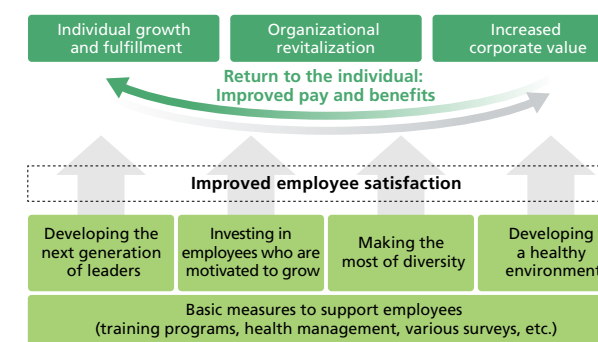 Individual growth
and fulfillment
Organizational
revitalization
Increased
corporate value
Return to the individual:
Improved pay and benefits
Improved employee satisfaction
Developing the
next generation
of leaders
Investing in
employees who are
motivated to grow
Making the
most of diversity
Developing
a healthy
environment
Basic measures to support employees
(training programs, health management, various surveys, etc.)